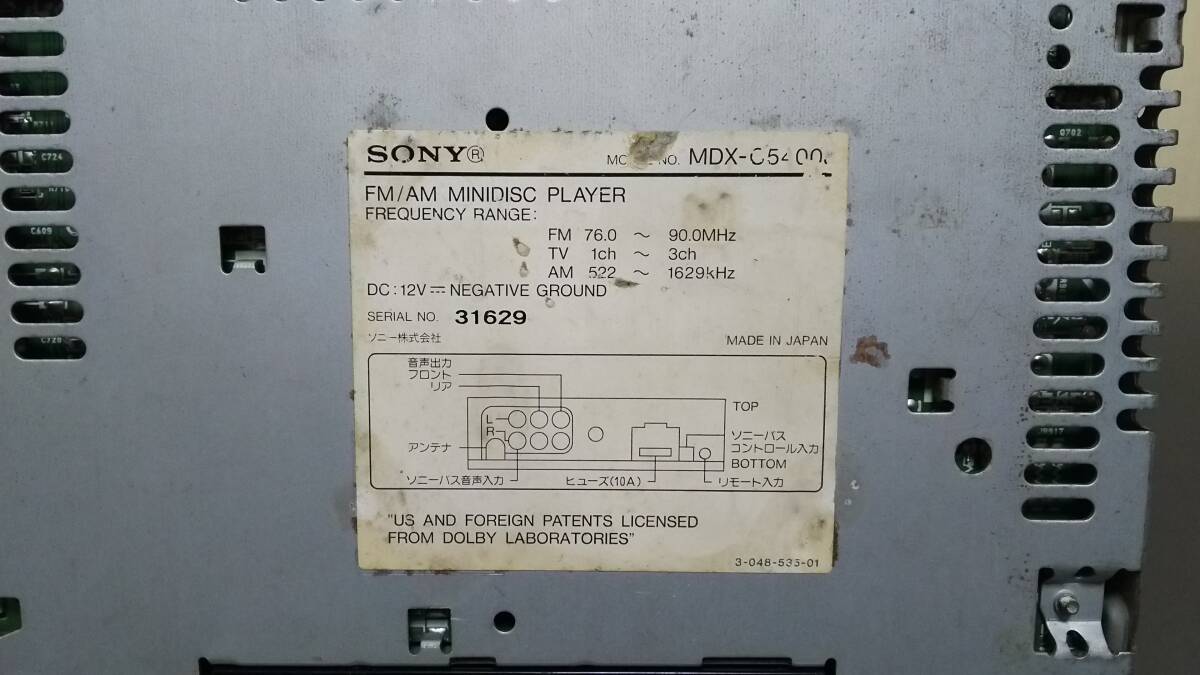 SONY®
MODEL NO. MDX-C5400
FM/AM MINIDISC PLAYER
FREQUENCY RANGE:
FM 76.0 ～ 90.0MHz
TV 1ch ～ 3ch
AM 522 ～ 1629kHz
DC: 12V ⎓ NEGATIVE GROUND
SERIAL NO. 31629
ソニー株式会社
MADE IN JAPAN
音声出力
フロント
リア
TOP
L
R
アンテナ
ソニーバス
コントロール入力
BOTTOM
ソニーバス音声入力
ヒューズ(10A)
リモート入力
"US AND FOREIGN PATENTS LICENSED
FROM DOLBY LABORATORIES"
3-048-535-01
C724
C609
C720